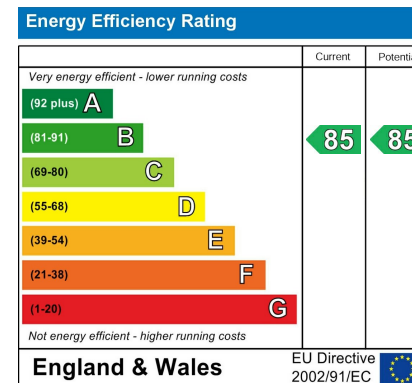 Energy Efficiency Rating
Current Potenti
Very energy efficient - lower running costs
(92 plus) A
(81-91) B 85 85
(69-80) C
(55-68) D
(39-54) E
(21-38) F
(1-20) G
Not energy efficient - higher running costs
England & Wales
EU Directive
2002/91/EC